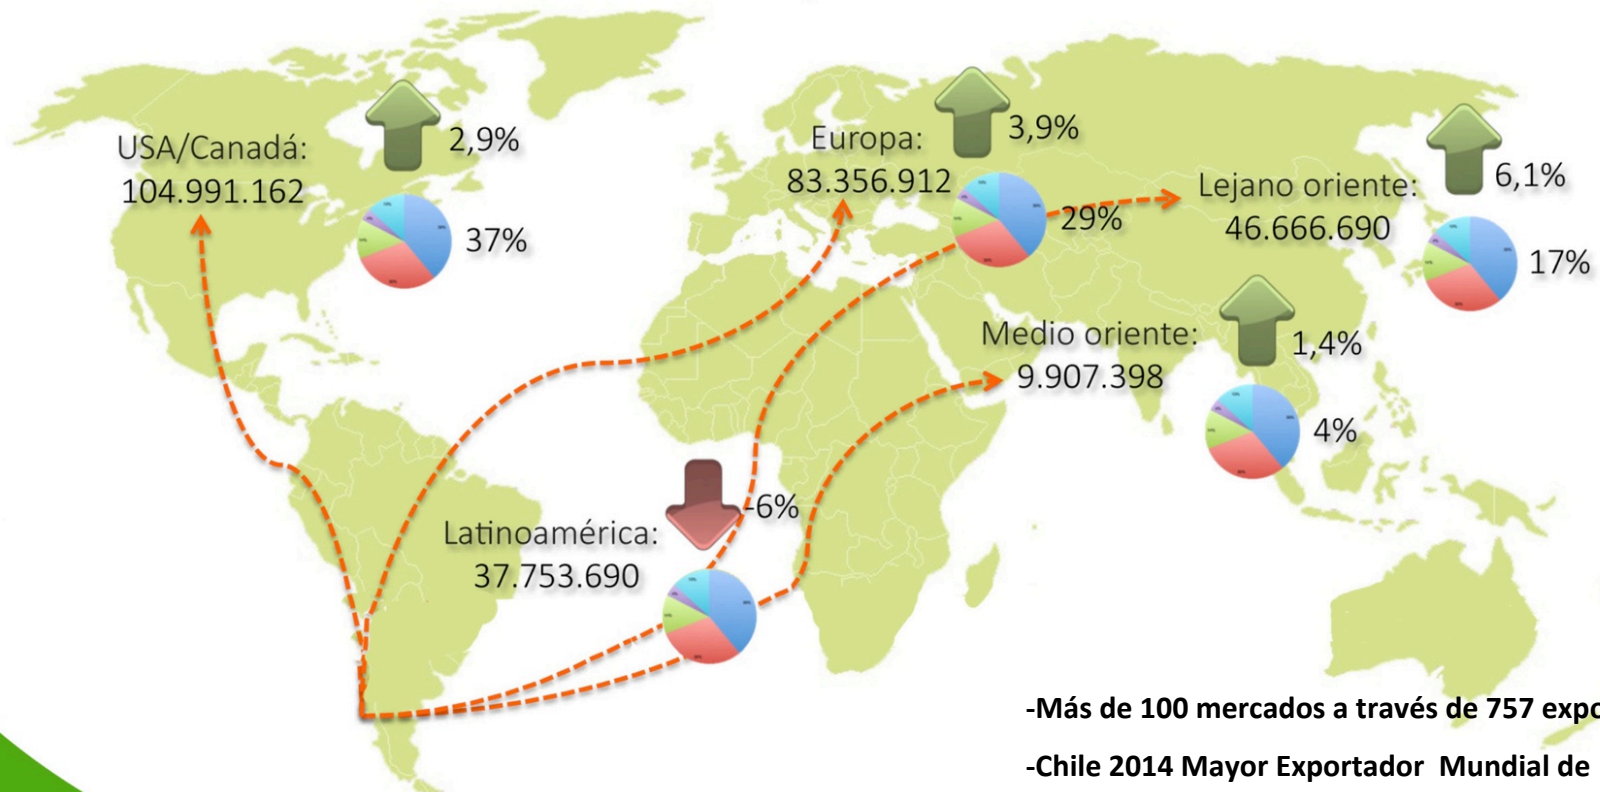 USA/Canadá:
104.991.162
2,9%
37%
Europa:
83.356.912
3,9%
29%
Lejano oriente:
46.666.690
6,1%
17%
Medio oriente:
9.907.398
1,4%
4%
Latinoamérica:
37.753.690
-6%
-Más de 100 mercados a través de 757 expo
-Chile 2014 Mayor Exportador Mundial de